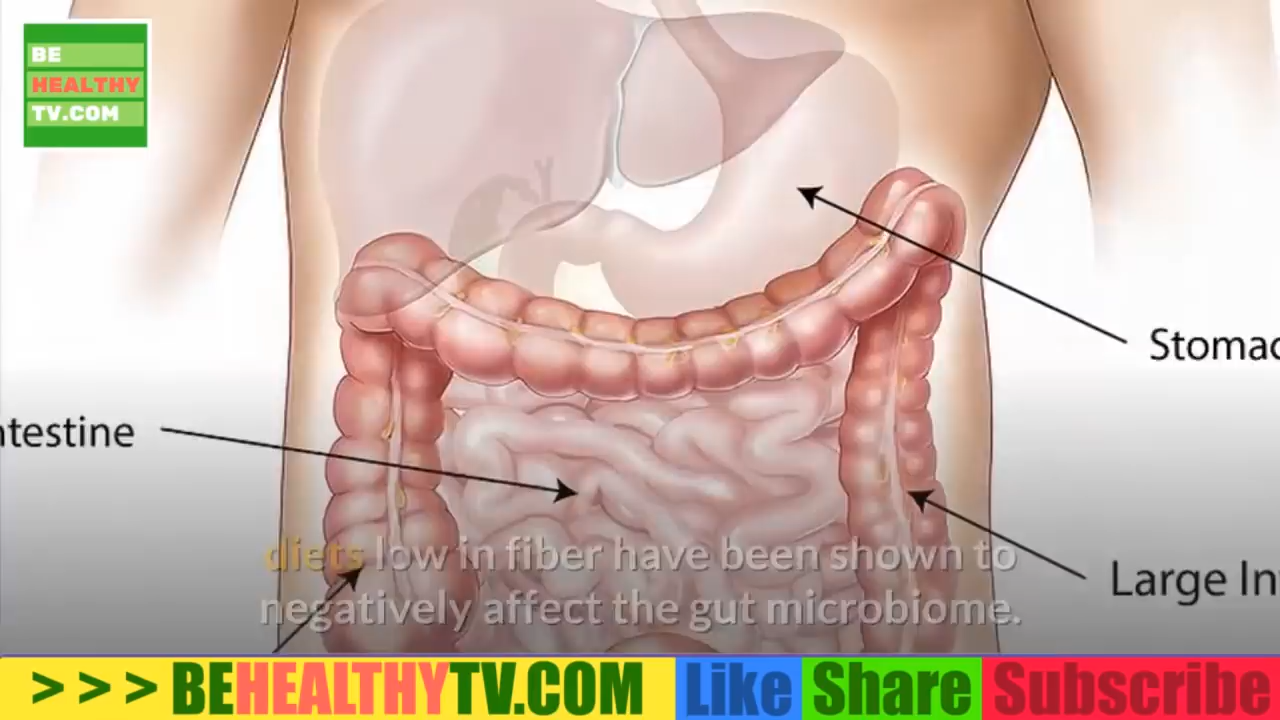 BE
HEALTHY
TV.COM
Stomac
ntestine
diets low in fiber have been shown to
negatively affect the gut microbiome.
Large In
> > > BEHEALTHYTV.COM Like Share Subscribe